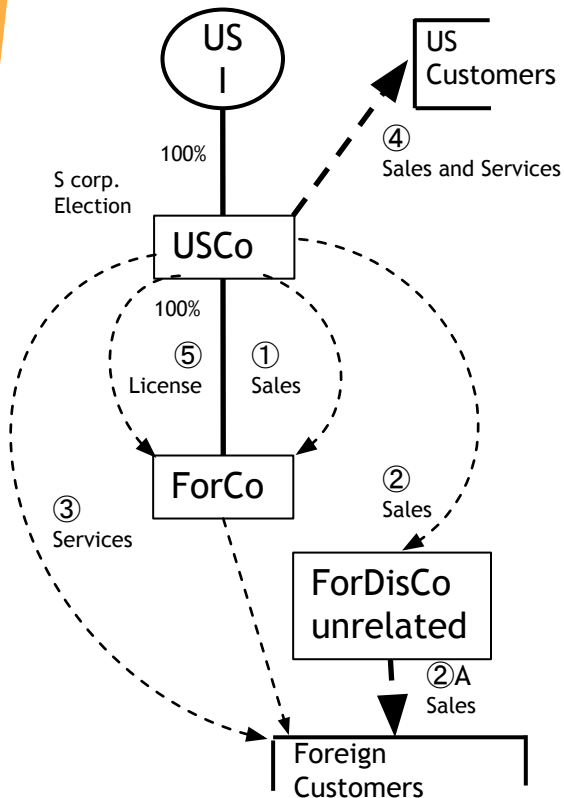 US
I
US
Customers
④
Sales and Services
100%
S corp.
Election
USCo
100%
⑤
License
①
Sales
ForCo
②
Sales
③
Services
ForDisCo
unrelated
②A
Sales
Foreign
Customers